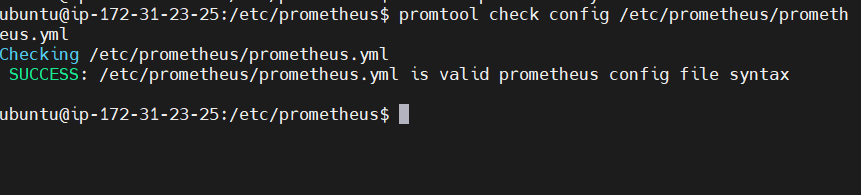 ubuntu@ip-172-31-23-25:/etc/prometheus$ promtool check config /etc/prometheus/prometh
eus.yml
Checking /etc/prometheus/prometheus.yml
 SUCCESS: /etc/prometheus/prometheus.yml is valid prometheus config file syntax
ubuntu@ip-172-31-23-25:/etc/prometheus$